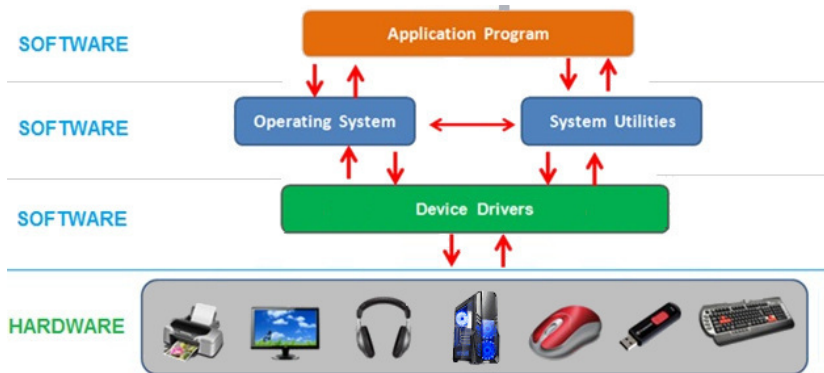 SOFTWARE
Application Program
SOFTWARE
Operating System
System Utilities
SOFTWARE
Device Drivers
HARDWARE